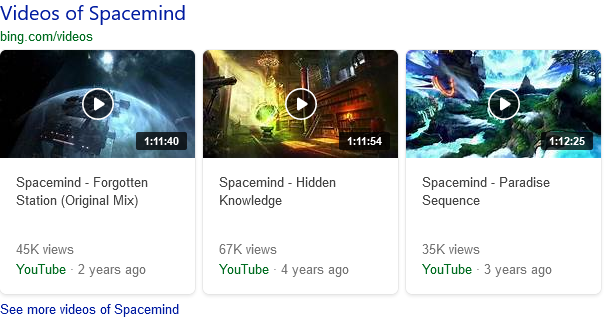 Videos of Spacemind
bing.com/videos
1:11:40
1:11:54
1:12:25
Spacemind - Forgotten
Station (Original Mix)
45K views
YouTube · 2 years ago
Spacemind - Hidden
Knowledge
67K views
YouTube · 4 years ago
Spacemind - Paradise
Sequence
35K views
YouTube · 3 years ago
See more videos of Spacemind